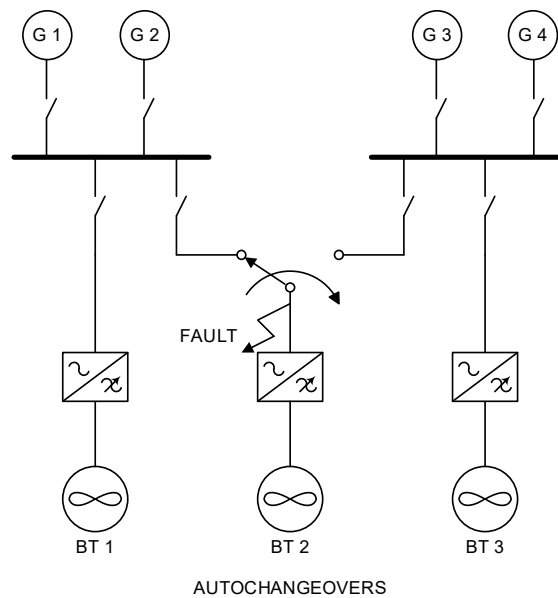 G 1
G 2
G 3
G 4
FAULT
BT 1
BT 2
BT 3
AUTOCHANGEOVERS